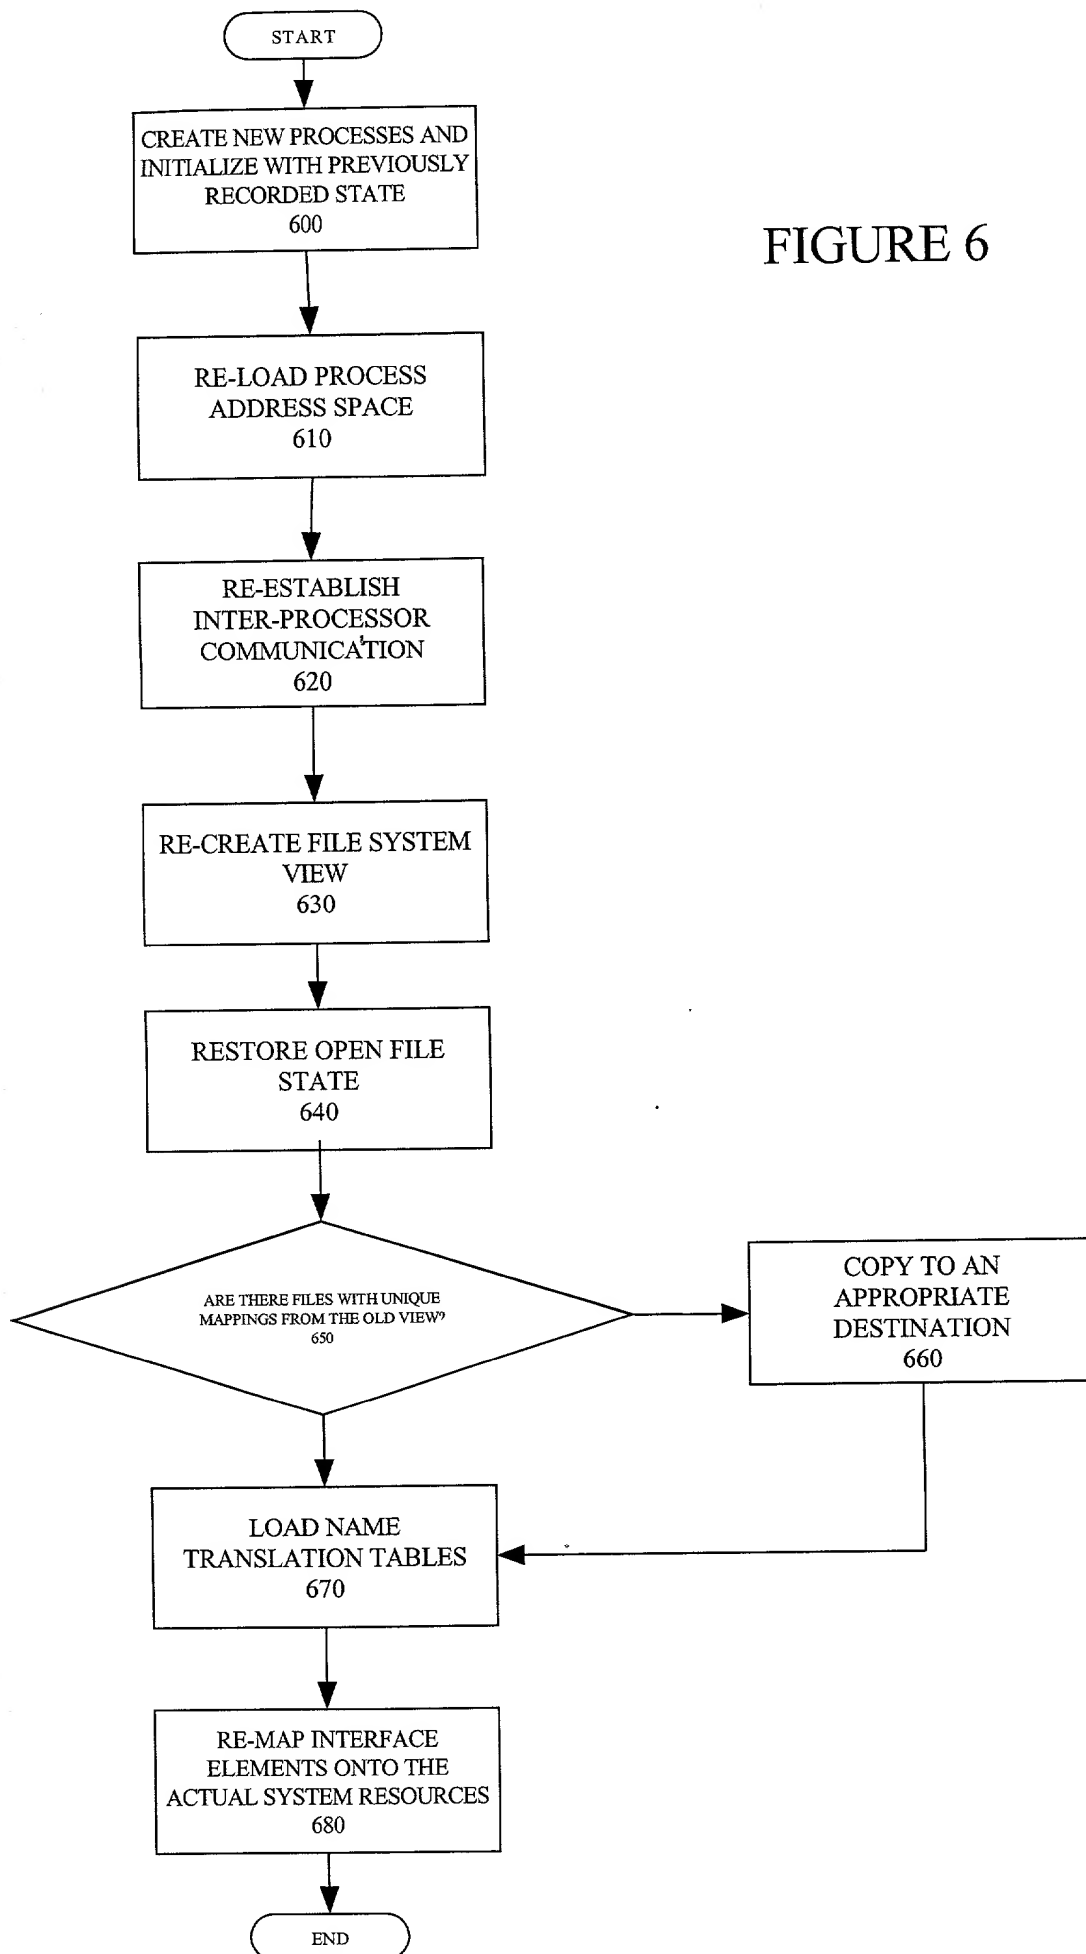 START
CREATE NEW PROCESSES AND
INITIALIZE WITH PREVIOUSLY
RECORDED STATE
600
FIGURE 6
RE-LOAD PROCESS
ADDRESS SPACE
610
RE-ESTABLISH
INTER-PROCESSOR
COMMUNICATION
620
RE-CREATE FILE SYSTEM
VIEW
630
RESTORE OPEN FILE
STATE
640
ARE THERE FILES WITH UNIQUE
MAPPINGS FROM THE OLD VIEW?
650
COPY TO AN
APPROPRIATE
DESTINATION
660
LOAD NAME
TRANSLATION TABLES
670
RE-MAP INTERFACE
ELEMENTS ONTO THE
ACTUAL SYSTEM RESOURCES
680
END